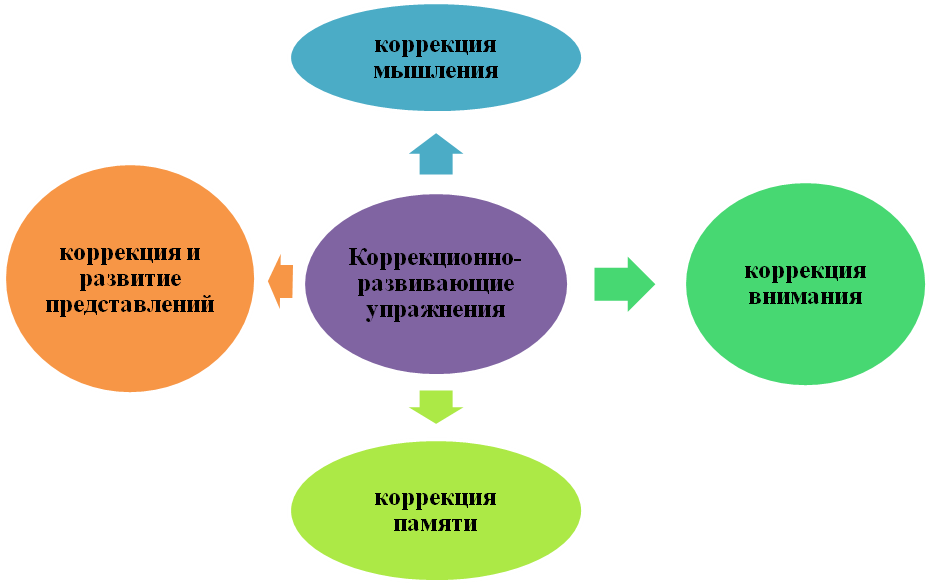 коррекция
мышления
коррекция и
развитие
представлений
Коррекционно-
развивающие
упражнения
коррекция
внимания
коррекция
памяти